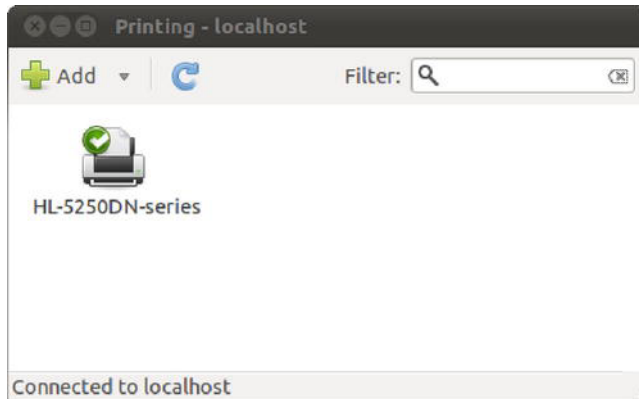 Printing - localhost
Add Filter:
HL-5250DN-series
Connected to localhost